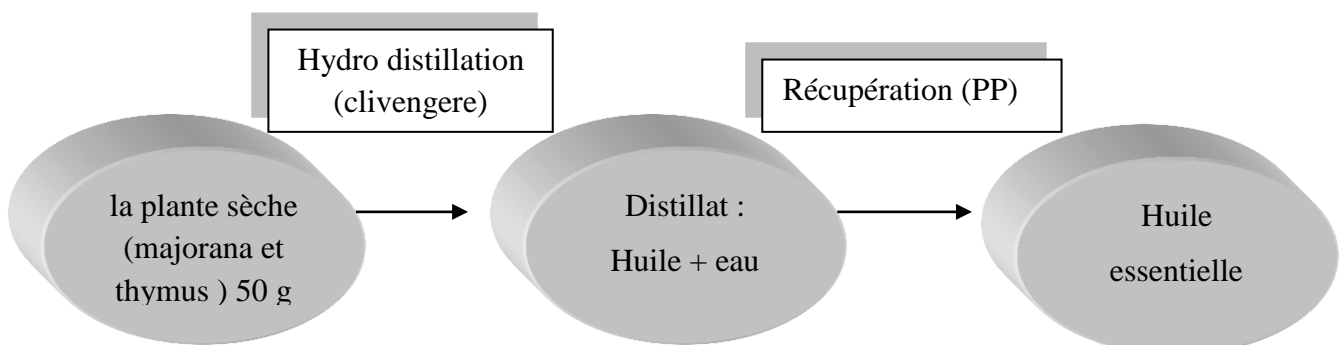 Hydro distillation
(clivengere)
Récupération (PP)
la plante sèche
(majorana et
thymus ) 50 g
Distillat :
Huile + eau
Huile
essentielle